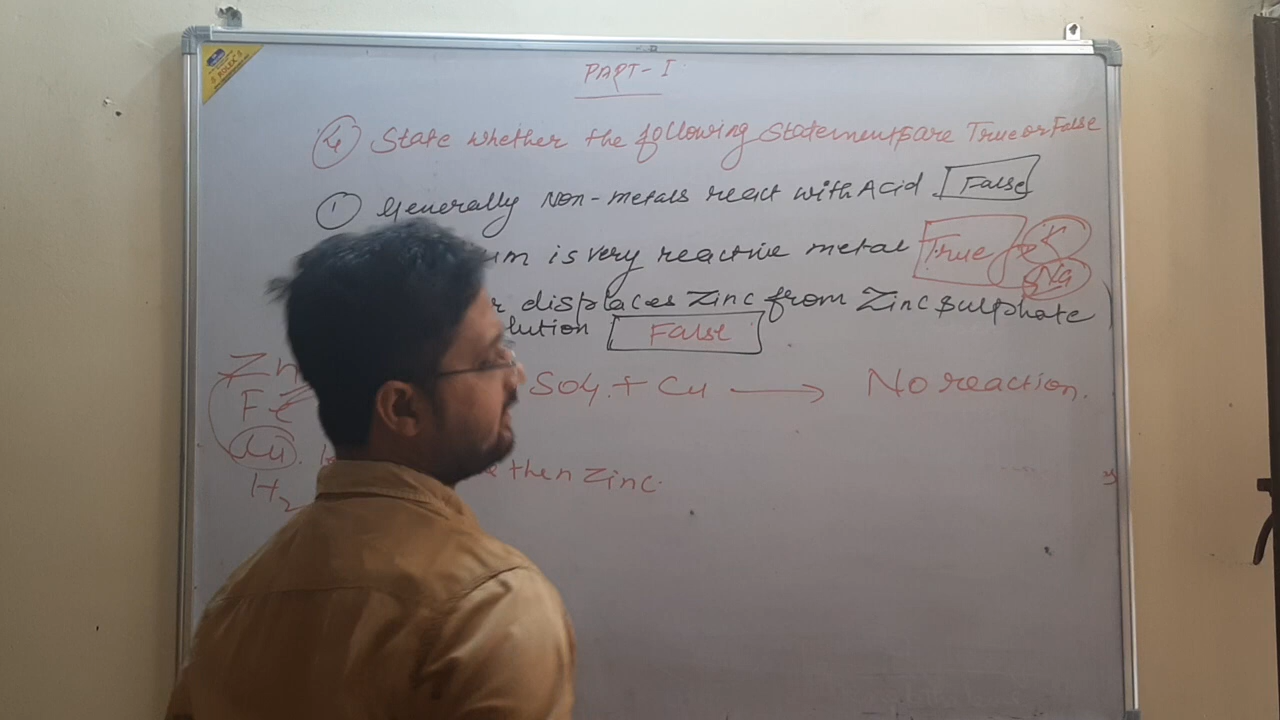 PART-I
4 State whether the following Statements are True or False
1 Generally Non-metals react with Acid. False
um is very reactive metal True K
Na
r displaces Zinc from Zinc Sulphate
lution False
Zn SO4 + Cu → No reaction.
Fe
Cu.
then Zinc.
H2